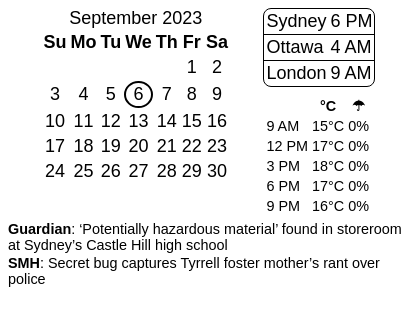 September 2023
Su Mo Tu We Th Fr Sa
1 2
3 4 5 6 7 8 9
10 11 12 13 14 15 16
17 18 19 20 21 22 23
24 25 26 27 28 29 30
Sydney 6 PM
Ottawa 4 AM
London 9 AM
°C ☂
9 AM 15°C 0%
12 PM 17°C 0%
3 PM 18°C 0%
6 PM 17°C 0%
9 PM 16°C 0%
Guardian: ‘Potentially hazardous material’ found in storeroom
at Sydney’s Castle Hill high school
SMH: Secret bug captures Tyrrell foster mother’s rant over
police